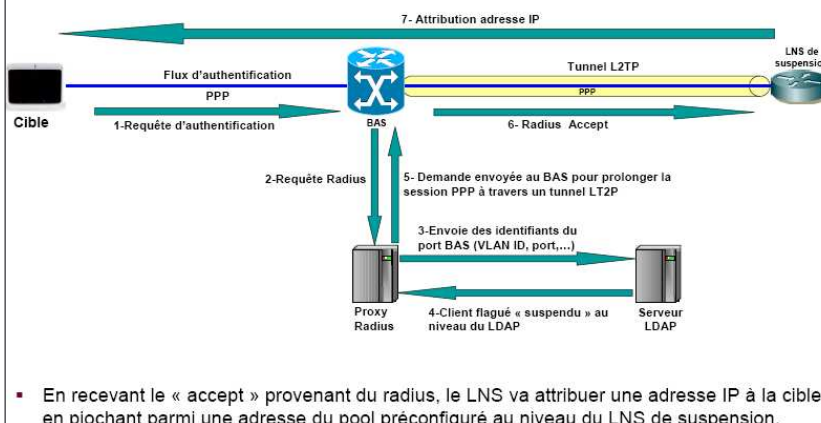 7- Attribution adresse IP
LNS de
suspension
Tunnel L2TP
Flux d'authentification
PPP
PPP
Cible
1-Requête d'authentification
BAS
6- Radius Accept
2-Requête Radius
5- Demande envoyée au BAS pour prolonger la
session PPP à travers un tunnel LT2P
3-Envoie des identifiants du
port BAS (VLAN ID, port,...)
Proxy
Radius
4-Client flagué « suspendu » au
niveau du LDAP
Serveur
LDAP
▪ En recevant le « accept » provenant du radius, le LNS va attribuer une adresse IP à la cible
en piochant parmi une adresse du pool préconfiguré au niveau du LNS de suspension.